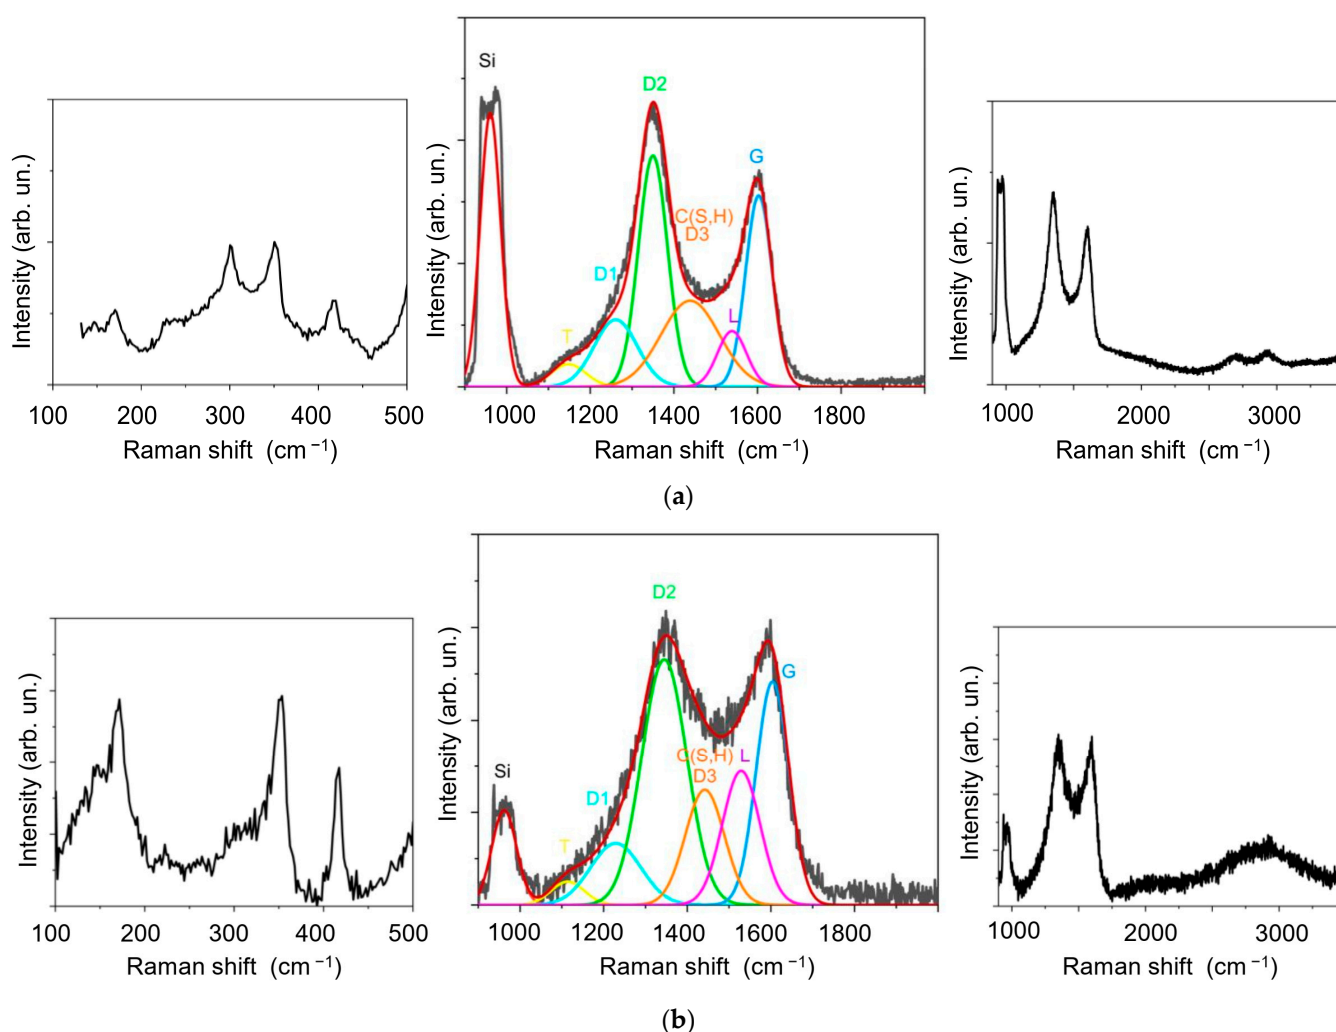 Si
D2
G
C(S,H)
D3
D1
T
L
Intensity (arb. un.)
100 200 300 400 500
Raman shift (cm⁻¹)
Intensity (arb. un.)
1000 1200 1400 1600 1800
Raman shift (cm⁻¹)
Intensity (arb. un.)
1000 2000 3000
Raman shift (cm⁻¹)
(a)
D2
G
C(S,H)
D3
L
Si
D1
T
Intensity (arb. un.)
100 200 300 400 500
Raman shift (cm⁻¹)
Intensity (arb. un.)
1000 1200 1400 1600 1800
Raman shift (cm⁻¹)
Intensity (arb. un.)
1000 2000 3000
Raman shift (cm⁻¹)
(b)